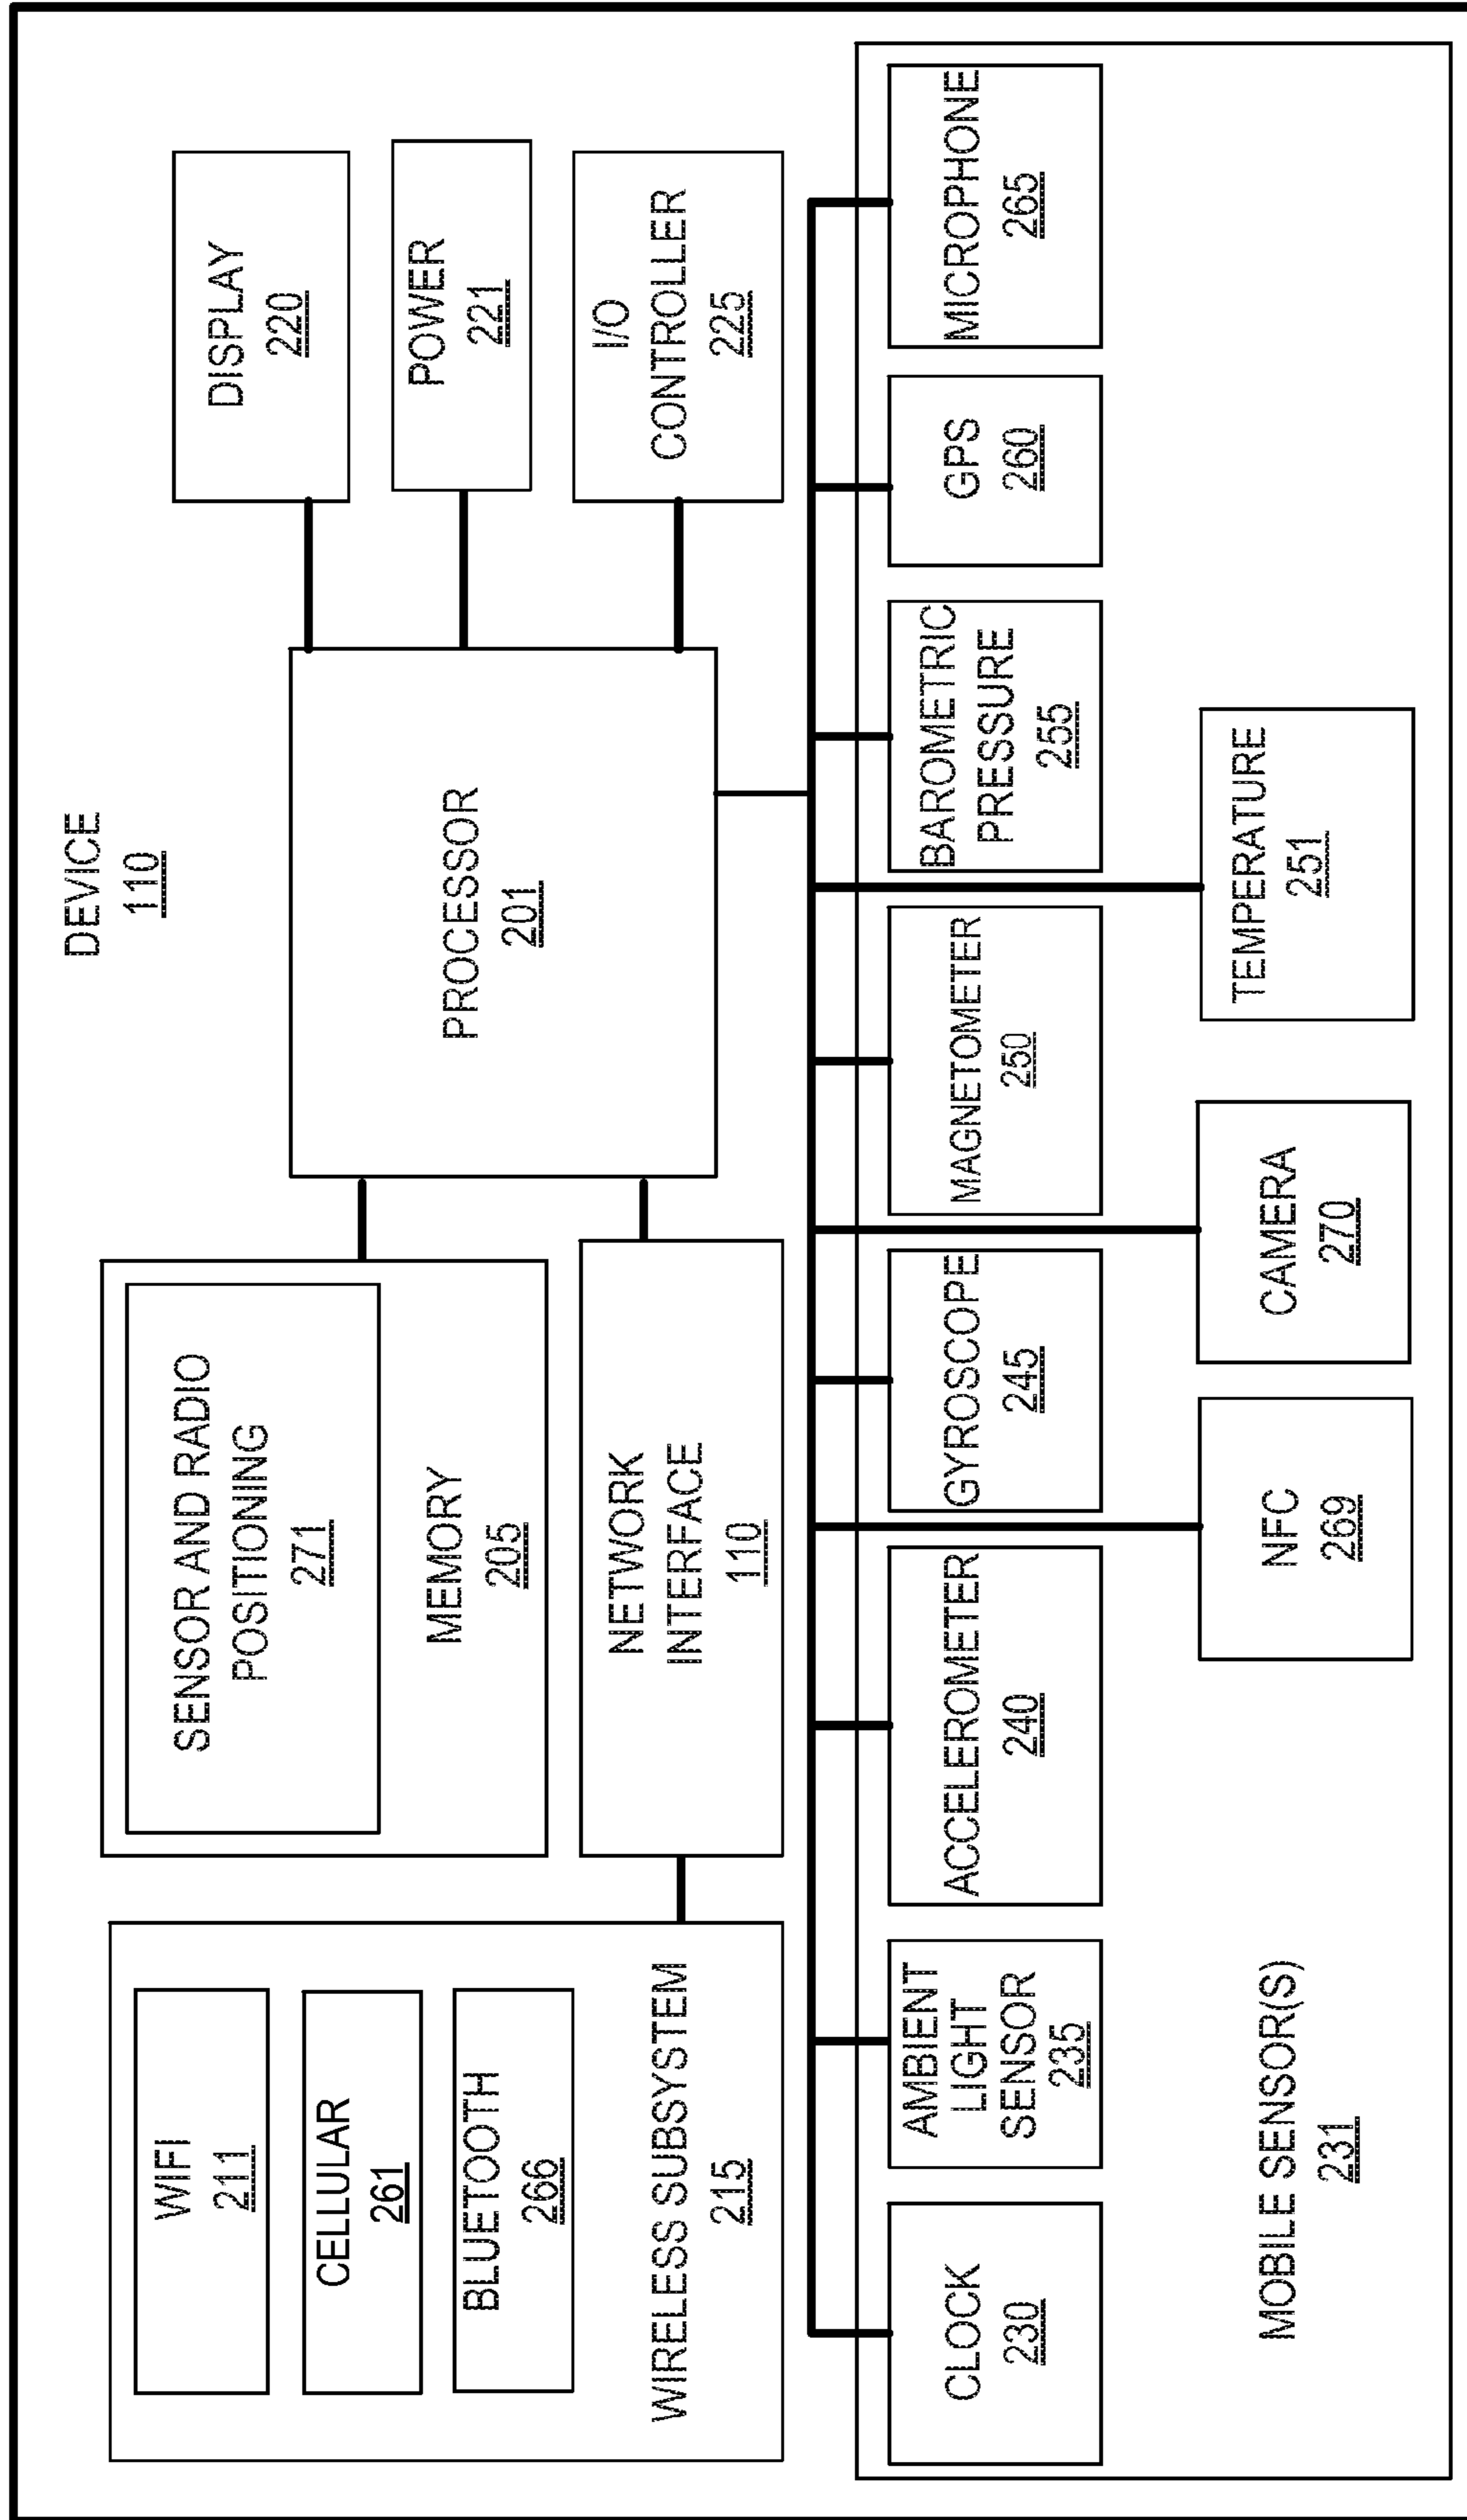 DEVICE
110
WIFI
211
CELLULAR
261
BLUETOOTH
266
WIRELESS SUBSYSTEM
215
SENSOR AND RADIO
POSITIONING
271
MEMORY
205
NETWORK
INTERFACE
110
PROCESSOR
201
DISPLAY
220
POWER
221
I/O
CONTROLLER
225
CLOCK
230
AMBIENT
LIGHT
SENSOR
235
ACCELEROMETER
240
GYROSCOPE
245
MAGNETOMETER
250
BAROMETRIC
PRESSURE
255
GPS
260
MICROPHONE
265
MOBILE SENSOR(S)
231
NFC
269
CAMERA
270
TEMPERATURE
251